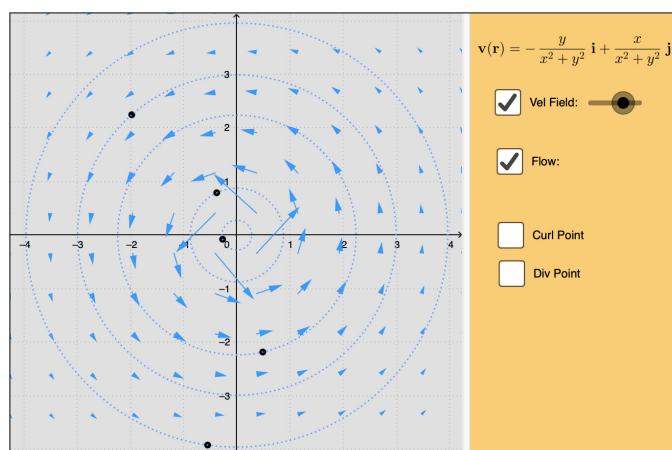 v(r) = − y/(x² + y²) i + x/(x² + y²) j
Vel Field:
Flow:
Curl Point
Div Point
3
2
1
−4 −3 −2 −1 0 1 2 3 4
−1
−2
−3